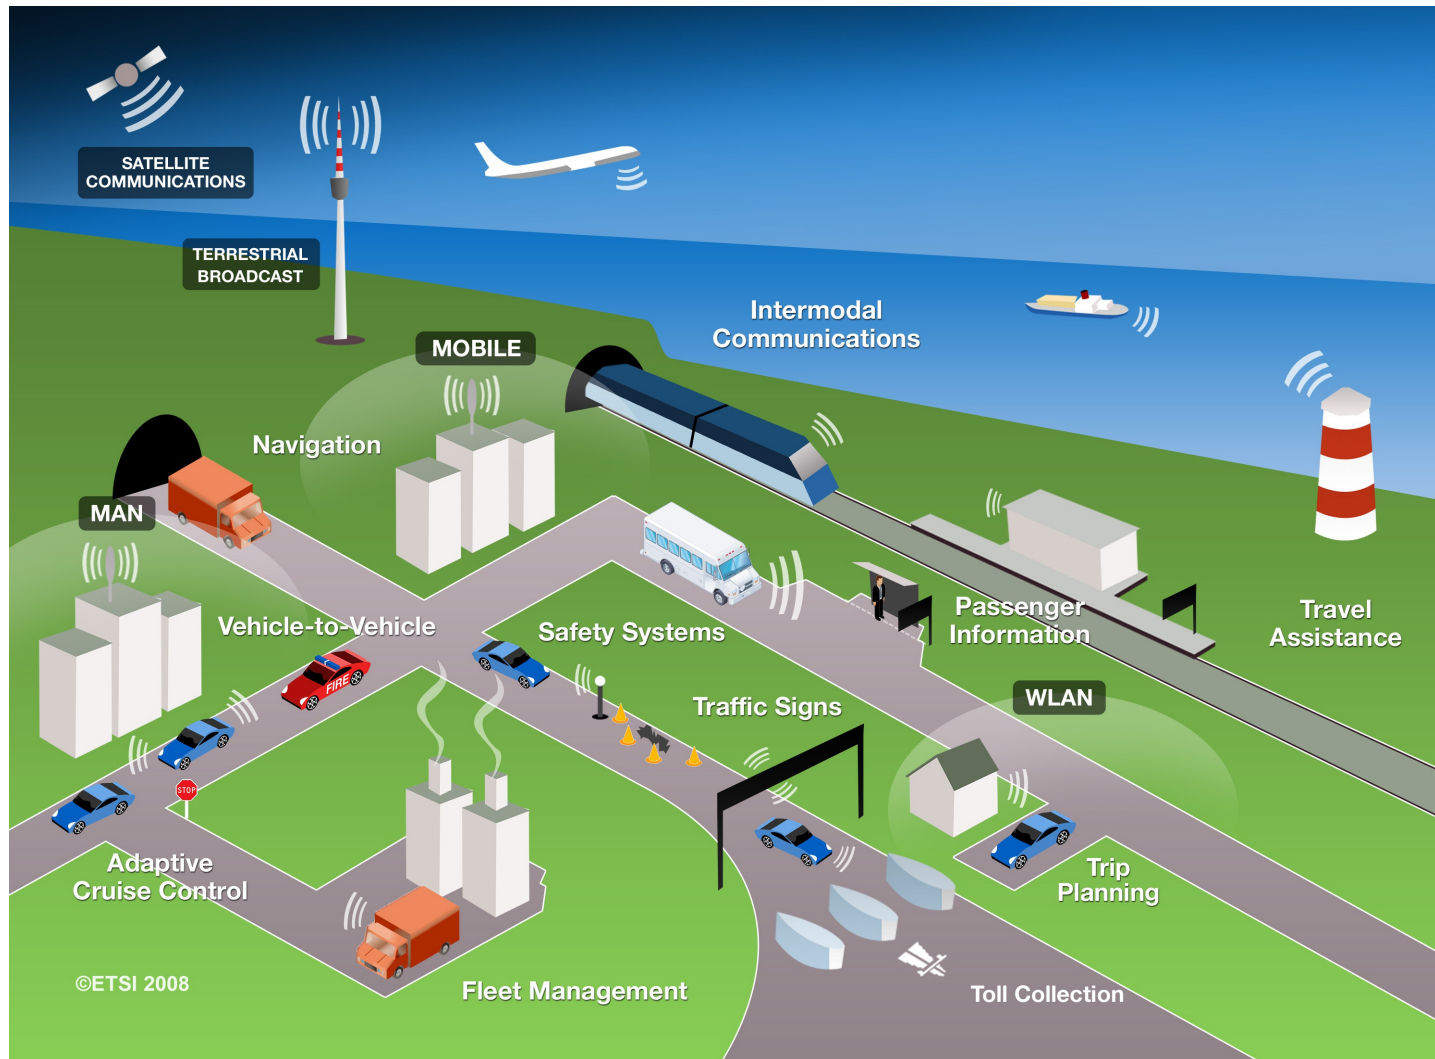 SATELLITE
COMMUNICATIONS
TERRESTRIAL
BROADCAST
Intermodal
Communications
MOBILE
Navigation
MAN
Vehicle-to-Vehicle
Safety Systems
Passenger
Information
Travel
Assistance
FIRE
Traffic Signs
WLAN
STOP
Adaptive
Cruise Control
Trip
Planning
©ETSI 2008
Fleet Management
Toll Collection